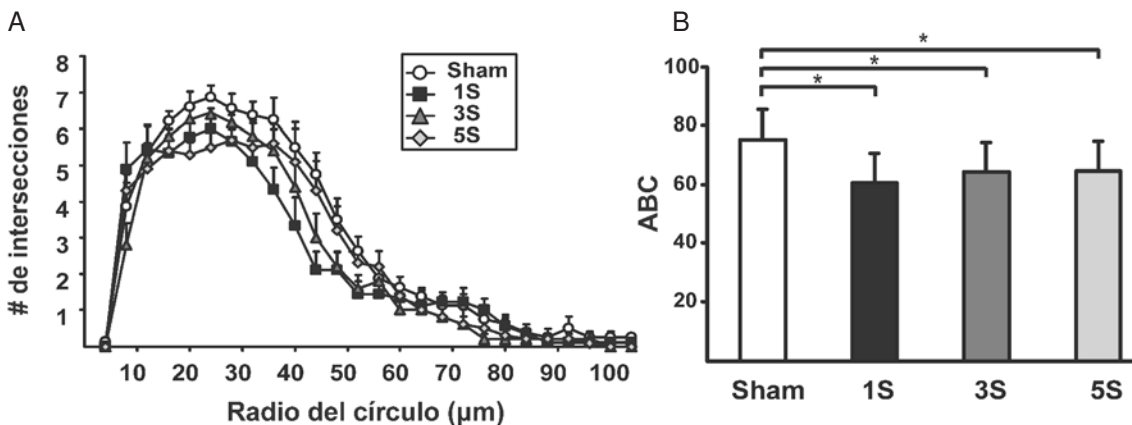 A
# de intersecciones
8
7
6
5
4
3
2
1
Sham
1S
3S
5S
10 20 30 40 50 60 70 80 90 100
Radio del círculo (µm)
B
ABC
100
80
60
40
20
*
*
*
Sham 1S 3S 5S